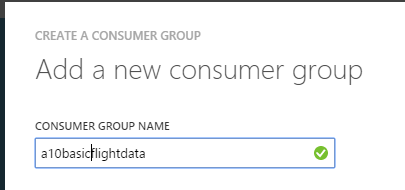 CREATE A CONSUMER GROUP
Add a new consumer group
CONSUMER GROUP NAME
a10basicflightdata